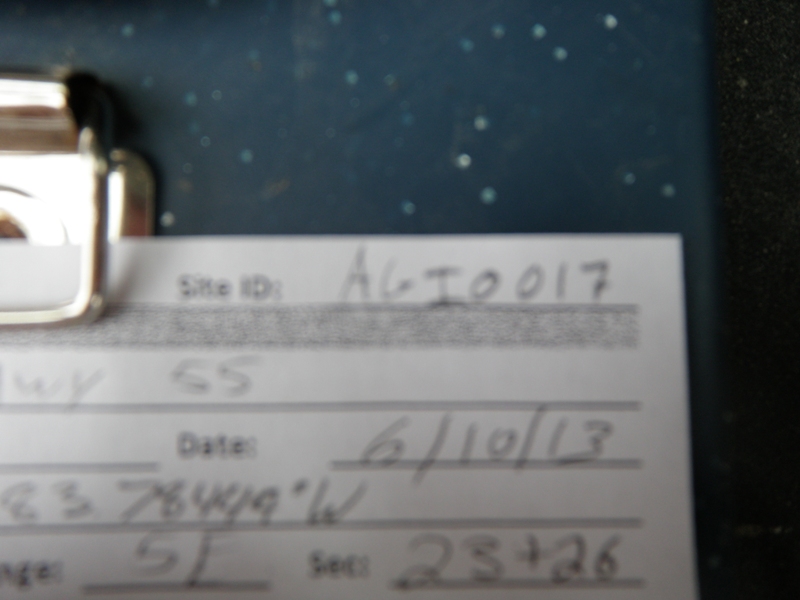 Site ID: AGI0017
Hwy 55
Date: 6/10/13
83.78449°W
nge: 5E Sec: 23+26